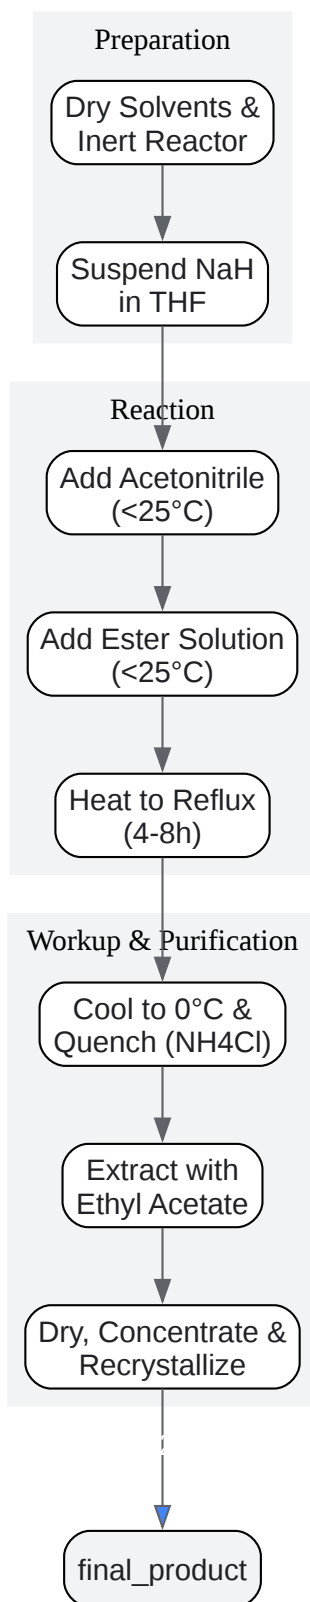 Preparation
Dry Solvents &
Inert Reactor
Suspend NaH
in THF
Reaction
Add Acetonitrile
(<25°C)
Add Ester Solution
(<25°C)
Heat to Reflux
(4-8h)
Workup & Purification
Cool to 0°C &
Quench (NH4Cl)
Extract with
Ethyl Acetate
Dry, Concentrate &
Recrystallize
final_product